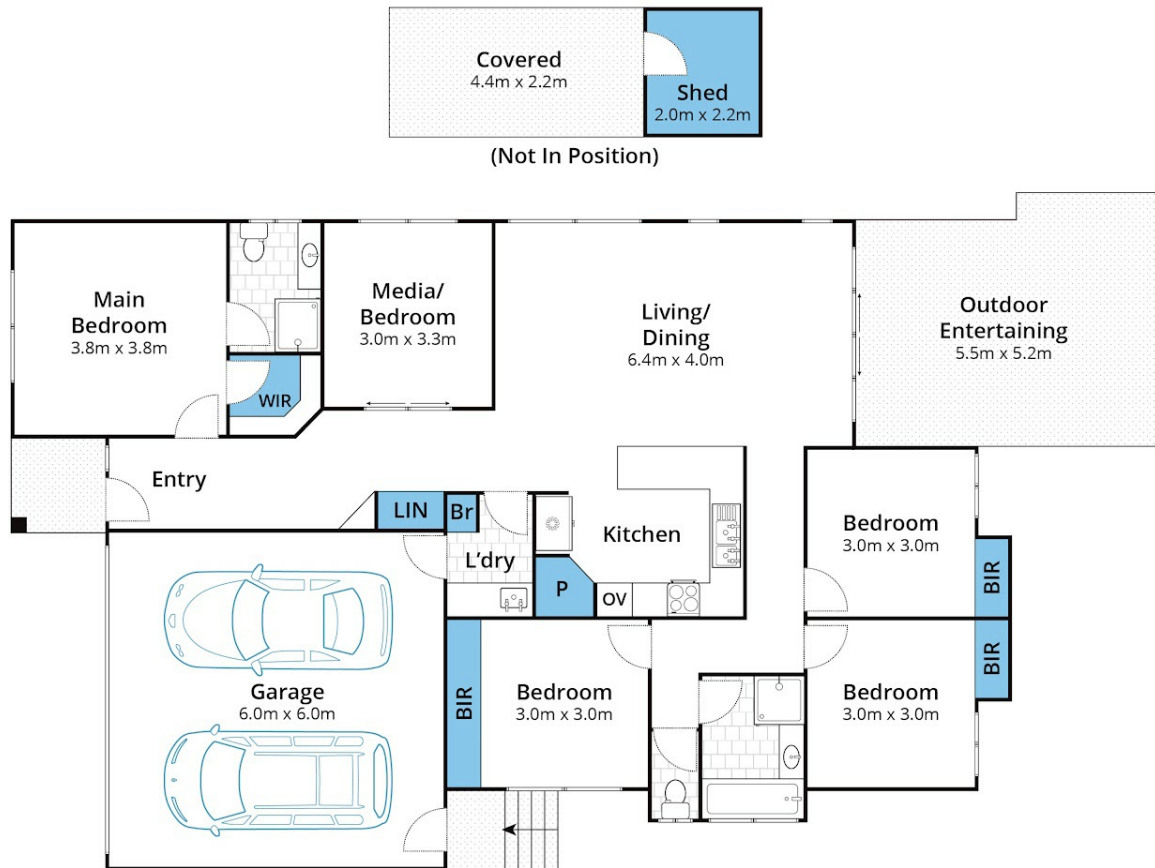 Covered
4.4m x 2.2m
Shed
2.0m x 2.2m
(Not In Position)
Main
Bedroom
3.8m x 3.8m
Media/
Bedroom
3.0m x 3.3m
Living/
Dining
6.4m x 4.0m
Outdoor
Entertaining
5.5m x 5.2m
WIR
Entry
LIN
Br
L'dry
Kitchen
P
OV
Bedroom
3.0m x 3.0m
BIR
Garage
6.0m x 6.0m
BIR
Bedroom
3.0m x 3.0m
Bedroom
3.0m x 3.0m
BIR